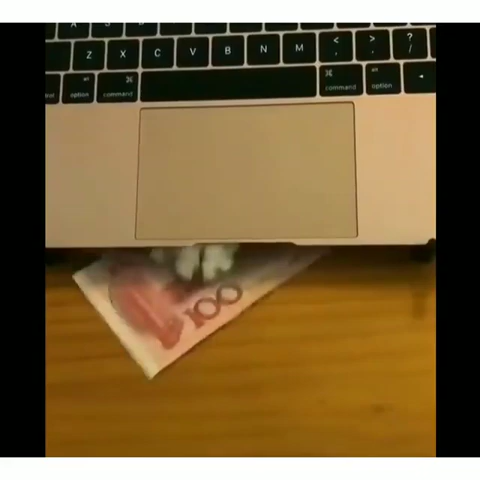 A
Z X C V B N M < , > . ? /
option command command option
100